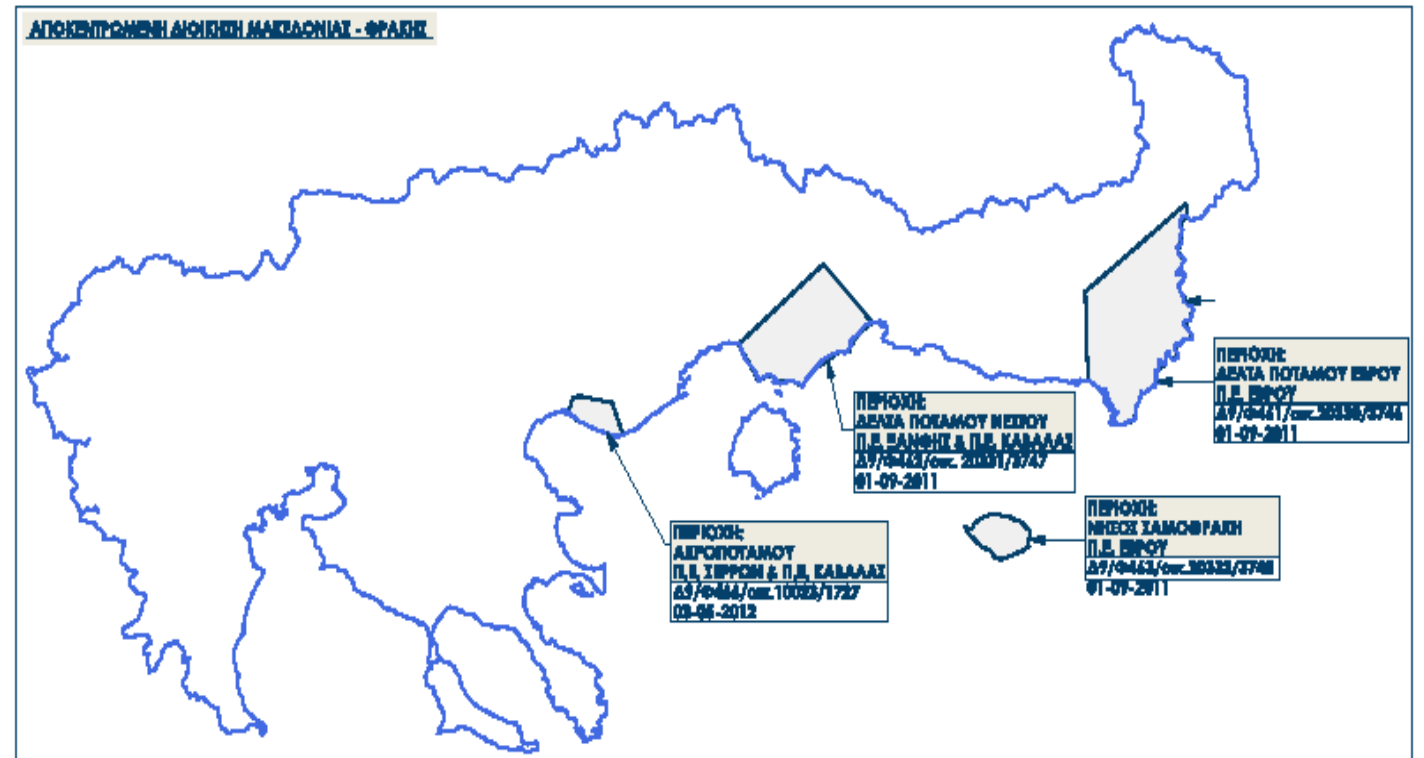 ΑΠΟΚΕΝΤΡΩΜΕΝΗ ΔΙΟΙΚΗΣΗ ΜΑΚΕΔΟΝΙΑΣ - ΘΡΑΚΗΣ
ΠΕΡΙΟΧΗ:
ΔΕΛΤΑ ΠΟΤΑΜΟΥ ΕΒΡΟΥ
Π.Ε. ΕΒΡΟΥ
01-09-2011
ΠΕΡΙΟΧΗ:
ΔΕΛΤΑ ΠΟΤΑΜΟΥ ΝΕΣΤΟΥ
Π.Ε. ΞΑΝΘΗΣ & Π.Ε. ΚΑΒΑΛΑΣ
01-09-2011
ΠΕΡΙΟΧΗ:
ΝΗΣΟΣ ΣΑΜΟΘΡΑΚΗ
Π.Ε. ΕΒΡΟΥ
01-09-2011
ΠΕΡΙΟΧΗ:
ΑΣΠΡΟΠΟΤΑΜΟΥ
Π.Ε. ΣΕΡΡΩΝ & Π.Ε. ΚΑΒΑΛΑΣ